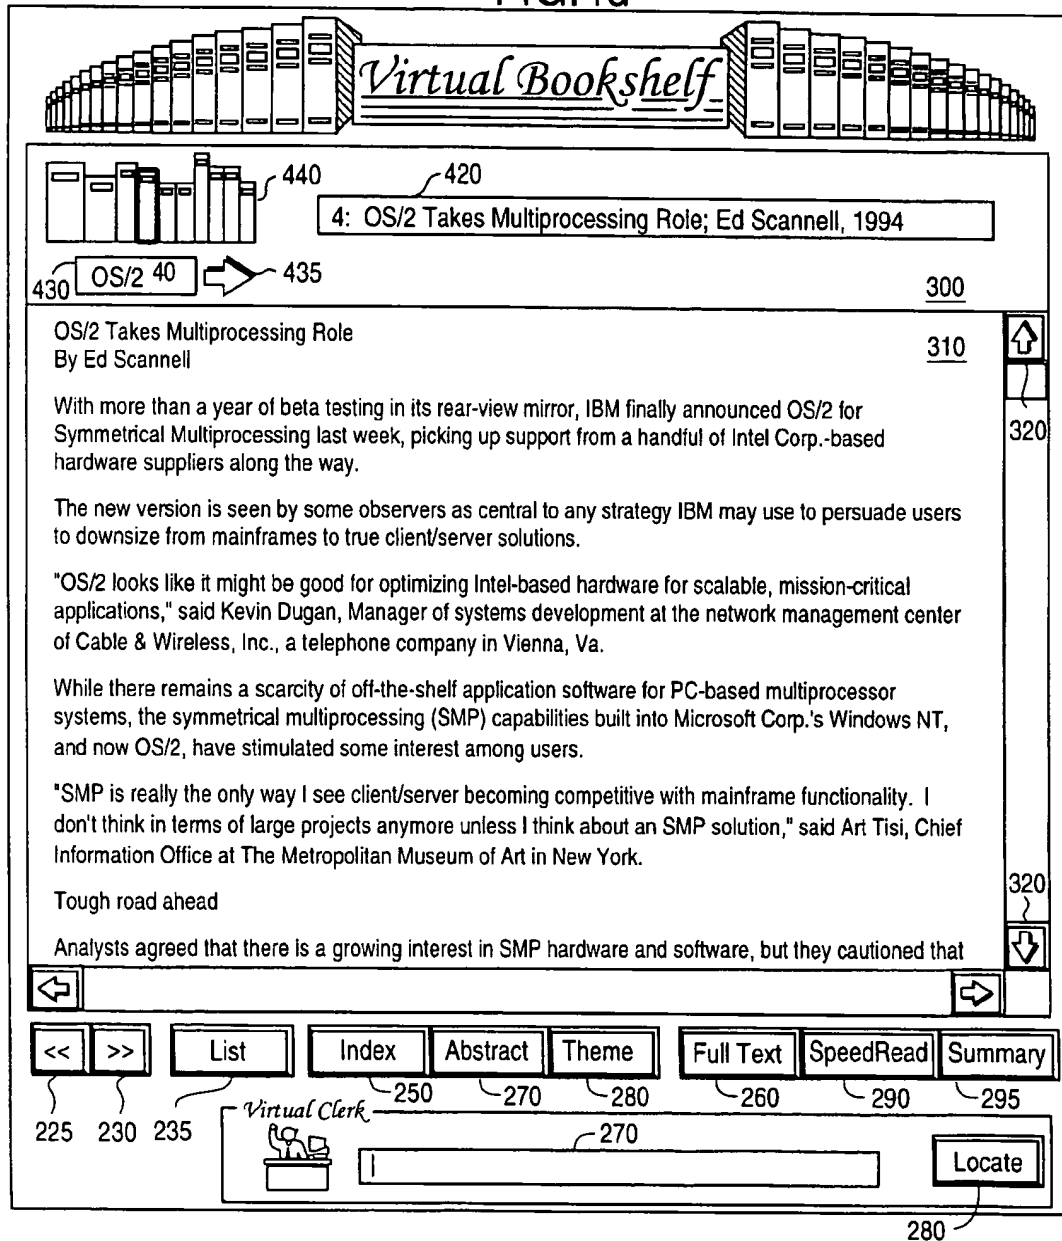 Virtual Bookshelf
440
420
4: OS/2 Takes Multiprocessing Role; Ed Scannell, 1994
430
OS/2 40
435
300
OS/2 Takes Multiprocessing Role
310
By Ed Scannell
320
With more than a year of beta testing in its rear-view mirror, IBM finally announced OS/2 for
Symmetrical Multiprocessing last week, picking up support from a handful of Intel Corp.-based
hardware suppliers along the way.
The new version is seen by some observers as central to any strategy IBM may use to persuade users
to downsize from mainframes to true client/server solutions.
"OS/2 looks like it might be good for optimizing Intel-based hardware for scalable, mission-critical
applications," said Kevin Dugan, Manager of systems development at the network management center
of Cable & Wireless, Inc., a telephone company in Vienna, Va.
While there remains a scarcity of off-the-shelf application software for PC-based multiprocessor
systems, the symmetrical multiprocessing (SMP) capabilities built into Microsoft Corp.'s Windows NT,
and now OS/2, have stimulated some interest among users.
"SMP is really the only way I see client/server becoming competitive with mainframe functionality. I
don't think in terms of large projects anymore unless I think about an SMP solution," said Art Tisi, Chief
Information Office at The Metropolitan Museum of Art in New York.
320
Tough road ahead
Analysts agreed that there is a growing interest in SMP hardware and software, but they cautioned that
<< >> List Index Abstract Theme Full Text SpeedRead Summary
225 230 235 250 270 280 260 290 295
Virtual Clerk
270
Locate
280